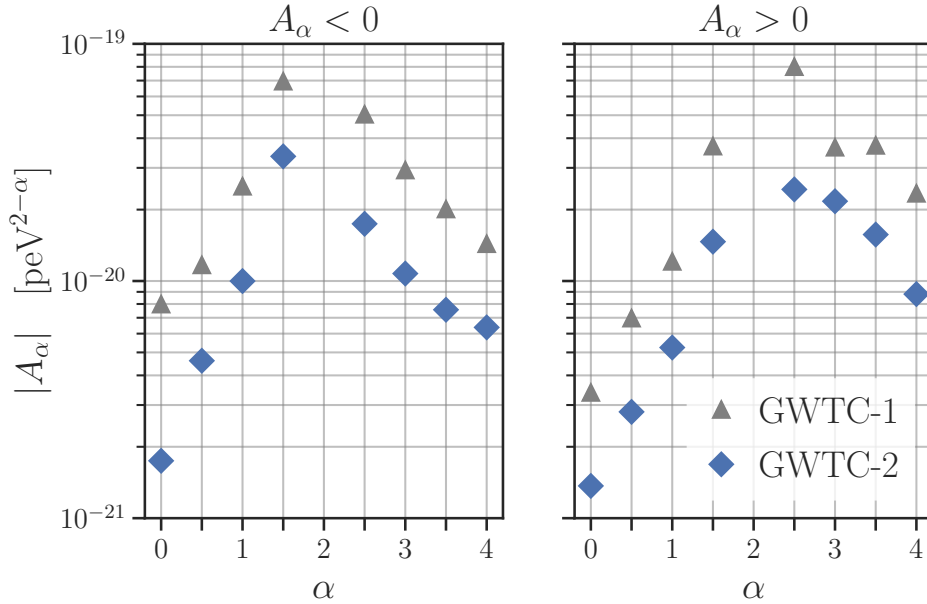 A_α < 0
A_α > 0
|A_α| [peV^{2−α}]
10^{−19}
10^{−20}
10^{−21}
0 1 2 3 4
α
0 1 2 3 4
α
GWTC-1
GWTC-2